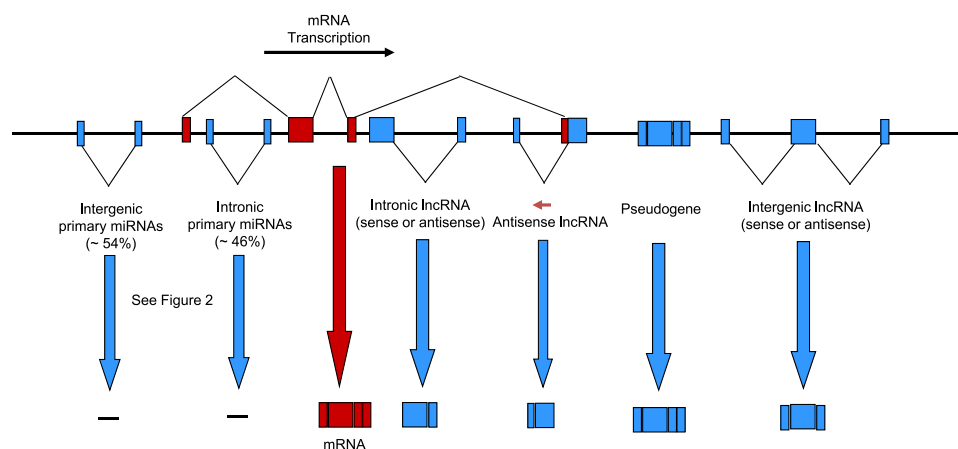 mRNA
Transcription
Intergenic
primary miRNAs
(~ 54%)
Intronic
primary miRNAs
(~ 46%)
Intronic lncRNA
(sense or antisense)
Antisense lncRNA
Pseudogene
Intergenic lncRNA
(sense or antisense)
See Figure 2
mRNA